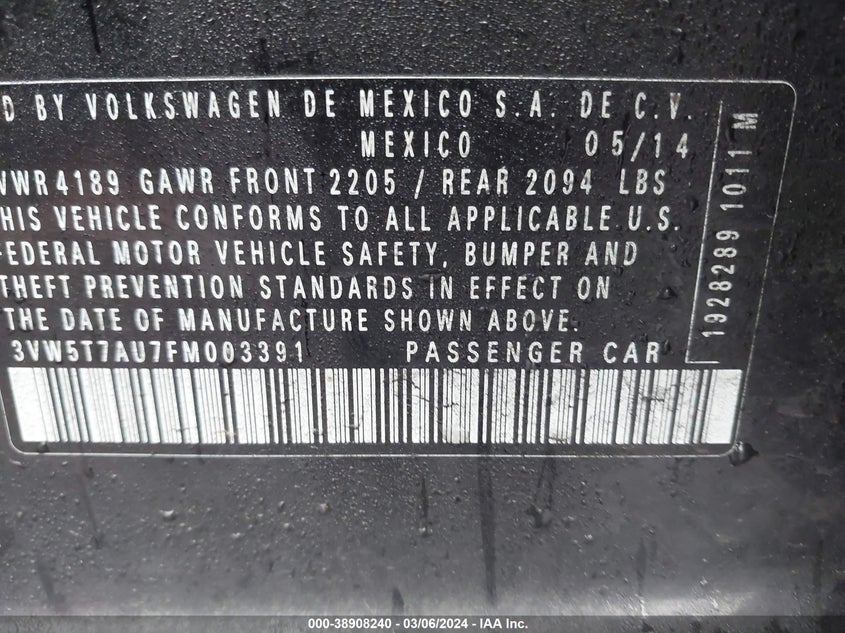 D BY VOLKSWAGEN DE MEXICO S.A. DE C.V.
MEXICO 05/14
VWR4189 GAWR FRONT 2205 / REAR 2094 LBS
HIS VEHICLE CONFORMS TO ALL APPLICABLE U.S.
FEDERAL MOTOR VEHICLE SAFETY, BUMPER AND
THEFT PREVENTION STANDARDS IN EFFECT ON
THE DATE OF MANUFACTURE SHOWN ABOVE.
3VW5T7AU7FM003391 PASSENGER CAR
1928289 1011 M
000-38908240 - 03/06/2024 - IAA Inc.